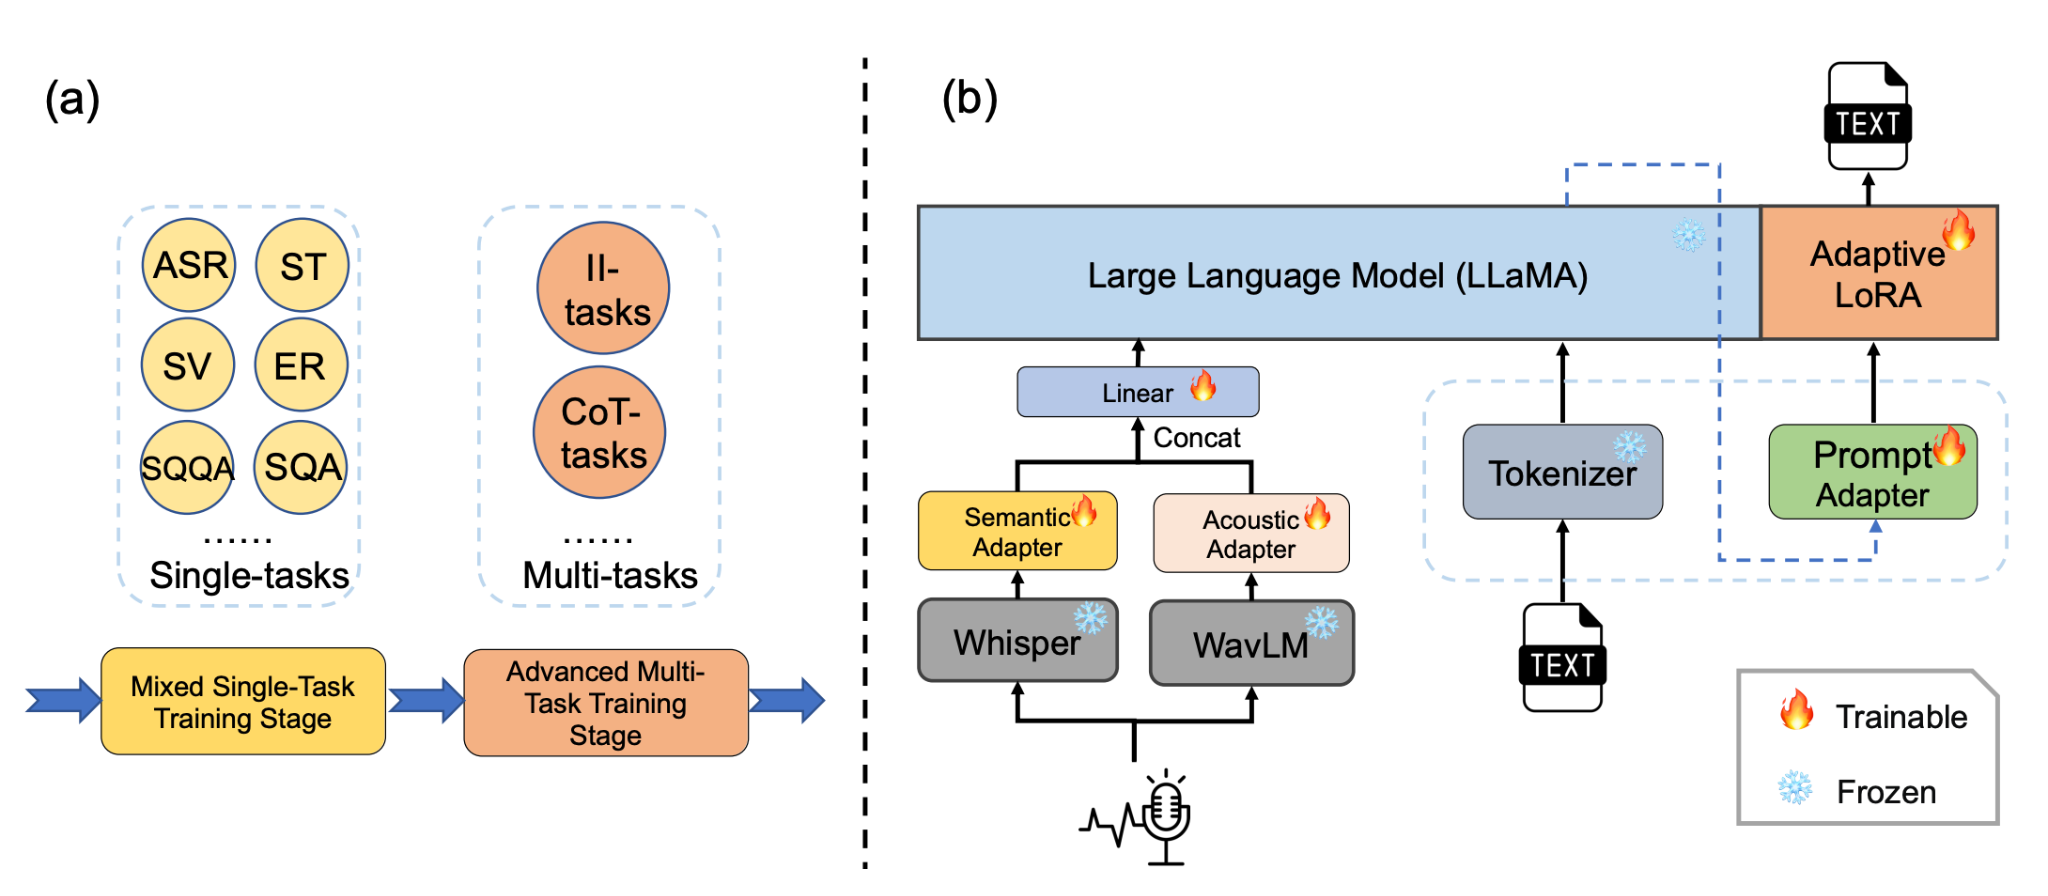 (a)
ASR
ST
SV
ER
SQQA
SQA
......
Single-tasks
II-
tasks
CoT-
tasks
......
Multi-tasks
Mixed Single-Task
Training Stage
Advanced Multi-
Task Training
Stage
(b)
TEXT
Large Language Model (LLaMA)
Adaptive
LoRA
Linear
Concat
Semantic
Adapter
Acoustic
Adapter
Whisper
WavLM
Tokenizer
Prompt
Adapter
TEXT
Trainable
Frozen